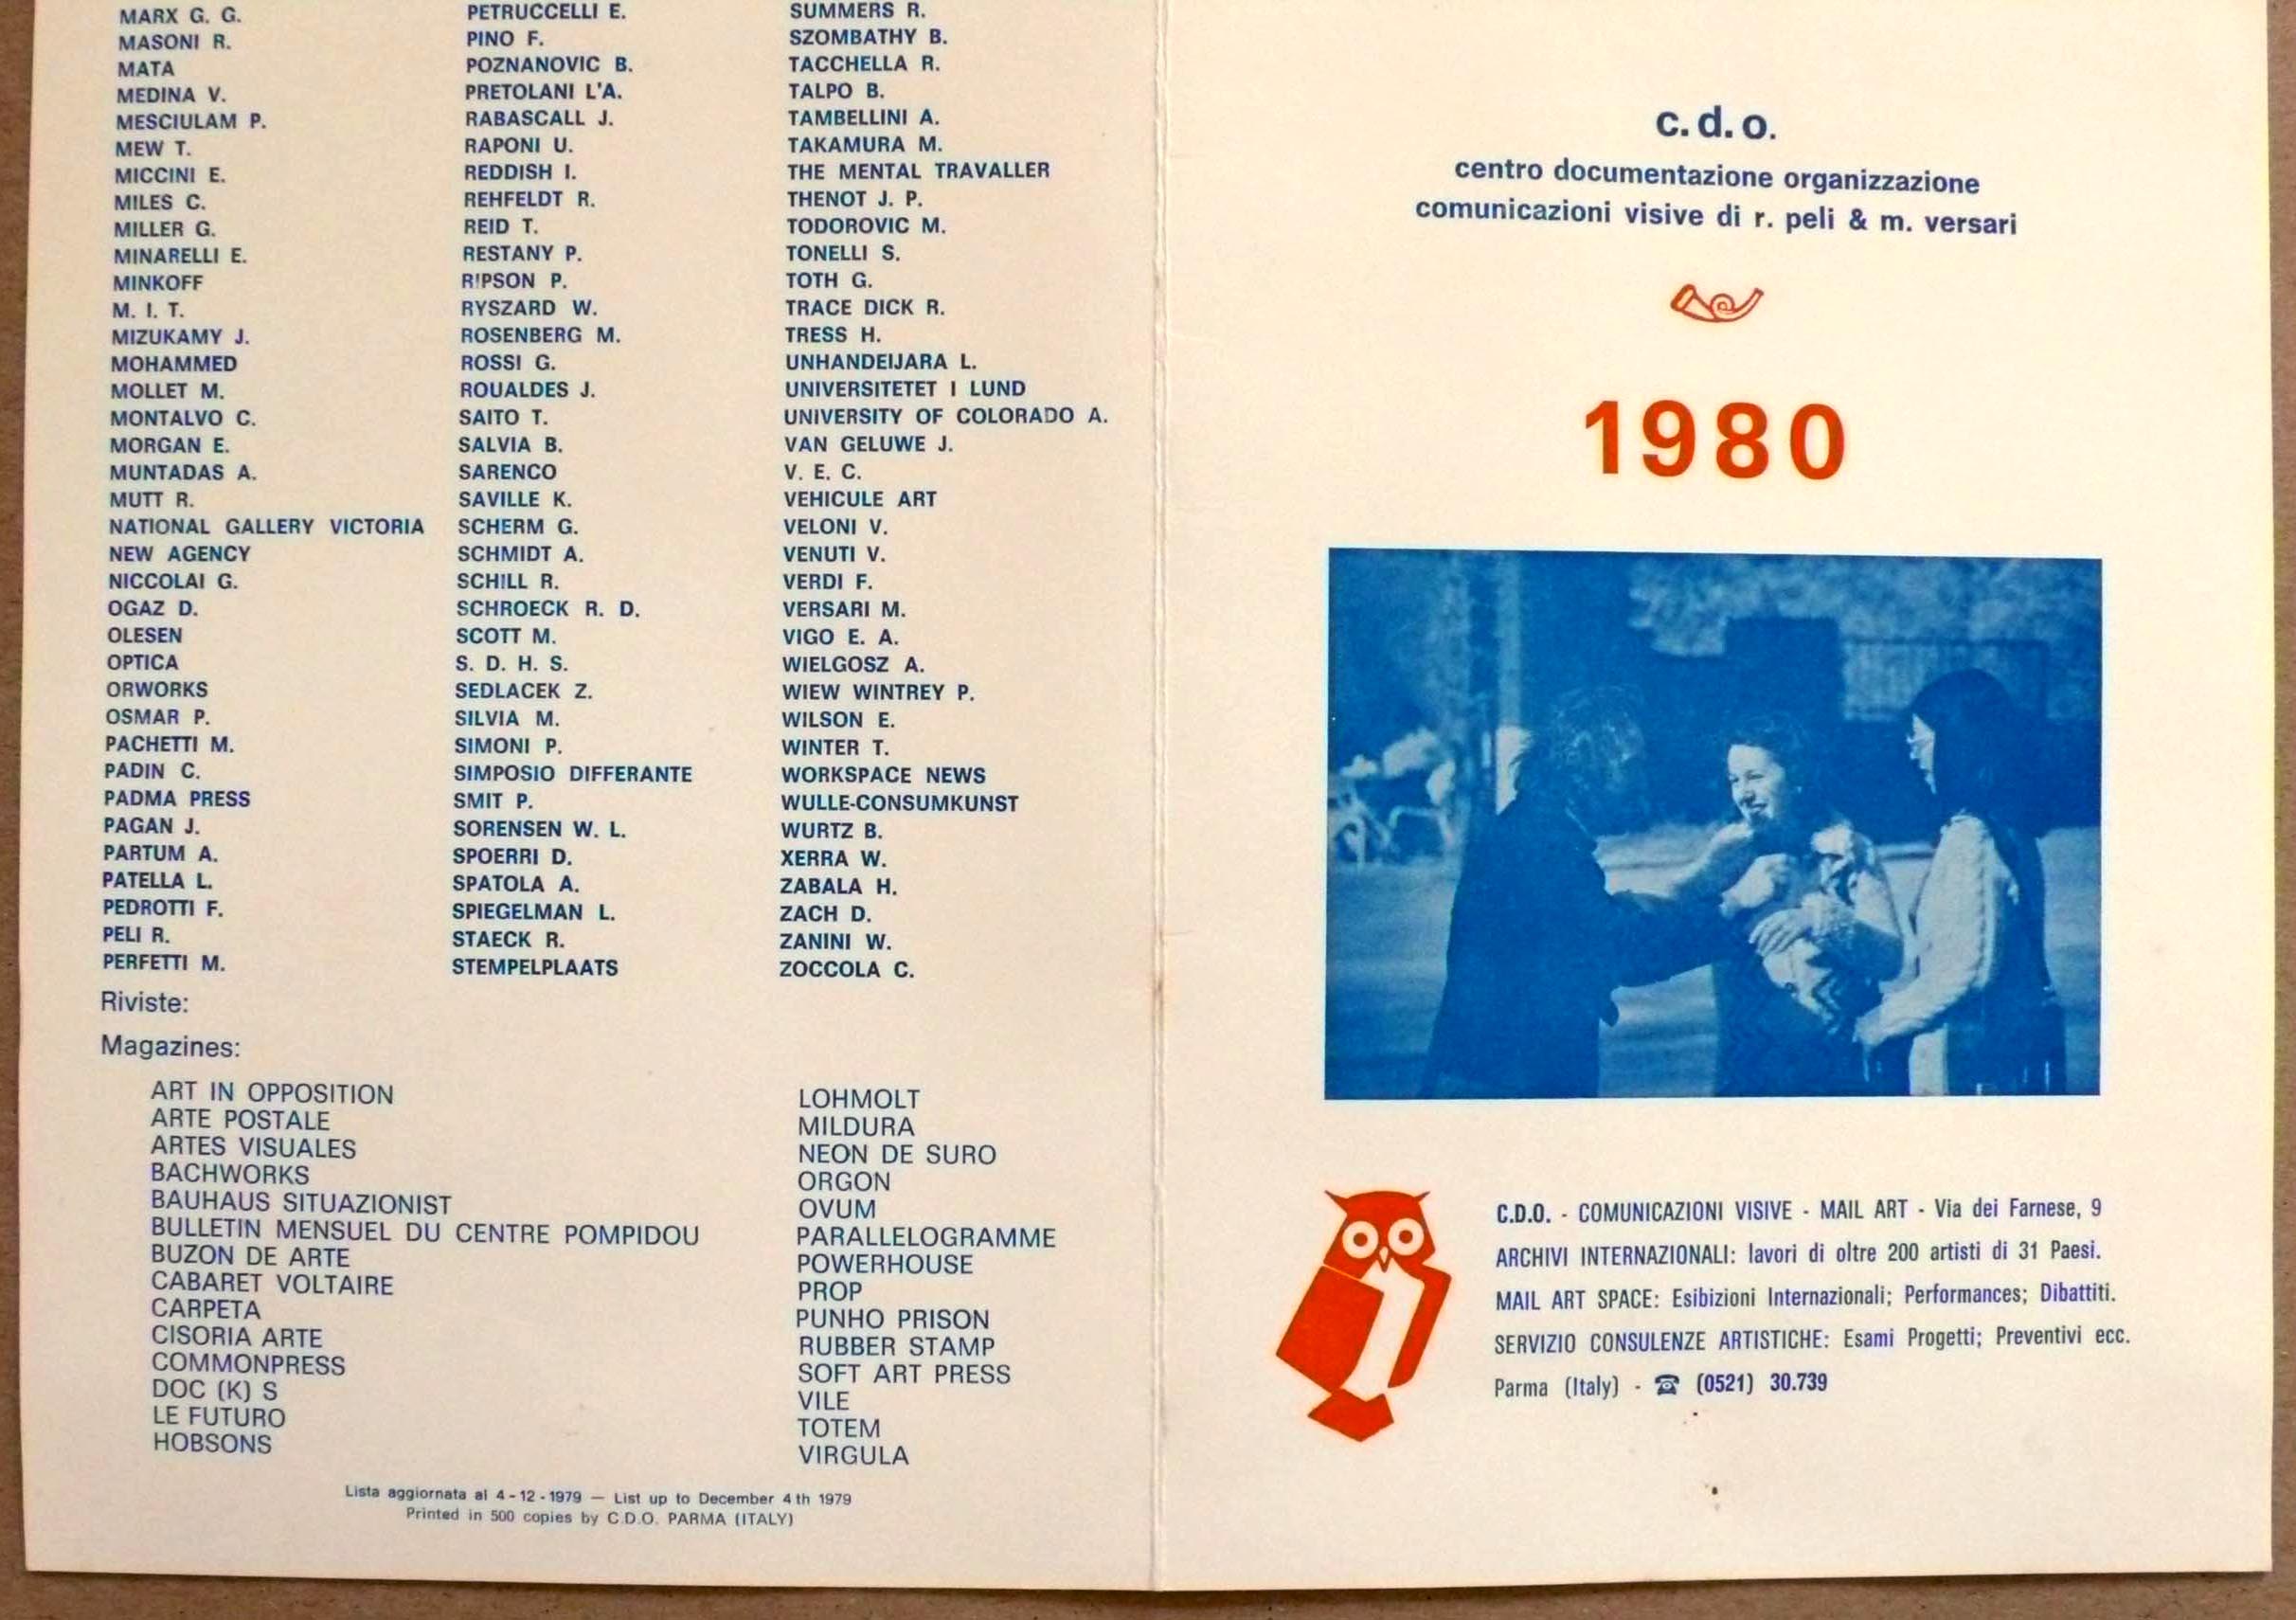 MARX G. G.
MASONI R.
MATA
MEDINA V.
MESCIULAM P.
MEW T.
MICCINI E.
MILES C.
MILLER G.
MINARELLI E.
MINKOFF
M. I. T.
MIZUKAMY J.
MOHAMMED
MOLLET M.
MONTALVO C.
MORGAN E.
MUNTADAS A.
MUTT R.
NATIONAL GALLERY VICTORIA
NEW AGENCY
NICCOLAI G.
OGAZ D.
OLESEN
OPTICA
ORWORKS
OSMAR P.
PACHETTI M.
PADIN C.
PADMA PRESS
PAGAN J.
PARTUM A.
PATELLA L.
PEDROTTI F.
PELI R.
PERFETTI M.
PETRUCCELLI E.
PINO F.
POZNANOVIC B.
PRETOLANI L'A.
RABASCALL J.
RAPONI U.
REDDISH I.
REHFELDT R.
REID T.
RESTANY P.
R!PSON P.
RYSZARD W.
ROSENBERG M.
ROSSI G.
ROUALDES J.
SAITO T.
SALVIA B.
SARENCO
SAVILLE K.
SCHERM G.
SCHMIDT A.
SCHILL R.
SCHROECK R. D.
SCOTT M.
S. D. H. S.
SEDLACEK Z.
SILVIA M.
SIMONI P.
SIMPOSIO DIFFERANTE
SMIT P.
SORENSEN W. L.
SPOERRI D.
SPATOLA A.
SPIEGELMAN L.
STAECK R.
STEMPELPLAATS
SUMMERS R.
SZOMBATHY B.
TACCHELLA R.
TALPO B.
TAMBELLINI A.
TAKAMURA M.
THE MENTAL TRAVALLER
THENOT J. P.
TODOROVIC M.
TONELLI S.
TOTH G.
TRACE DICK R.
TRESS H.
UNHANDEIJARA L.
UNIVERSITETET I LUND
UNIVERSITY OF COLORADO A.
VAN GELUWE J.
V. E. C.
VEHICULE ART
VELONI V.
VENUTI V.
VERDI F.
VERSARI M.
VIGO E. A.
WIELGOSZ A.
WIEW WINTREY P.
WILSON E.
WINTER T.
WORKSPACE NEWS
WULLE-CONSUMKUNST
WURTZ B.
XERRA W.
ZABALA H.
ZACH D.
ZANINI W.
ZOCCOLA C.
Riviste:
Magazines:
ART IN OPPOSITION
ARTE POSTALE
ARTES VISUALES
BACHWORKS
BAUHAUS SITUAZIONIST
BULLETIN MENSUEL DU CENTRE POMPIDOU
BUZON DE ARTE
CABARET VOLTAIRE
CARPETA
CISORIA ARTE
COMMONPRESS
DOC (K) S
LE FUTURO
HOBSONS
LOHMOLT
MILDURA
NEON DE SURO
ORGON
OVUM
PARALLELOGRAMME
POWERHOUSE
PROP
PUNHO PRISON
RUBBER STAMP
SOFT ART PRESS
VILE
TOTEM
VIRGULA
Lista aggiornata al 4-12-1979 — List up to December 4 th 1979
Printed in 500 copies by C.D.O. PARMA (ITALY)
c. d. o.
centro documentazione organizzazione
comunicazioni visive di r. peli & m. versari
1980
C.D.O. - COMUNICAZIONI VISIVE - MAIL ART - Via dei Farnese, 9
ARCHIVI INTERNAZIONALI: lavori di oltre 200 artisti di 31 Paesi.
MAIL ART SPACE: Esibizioni Internazionali; Performances; Dibattiti.
SERVIZIO CONSULENZE ARTISTICHE: Esami Progetti; Preventivi ecc.
Parma (Italy) - ☎ (0521) 30.739